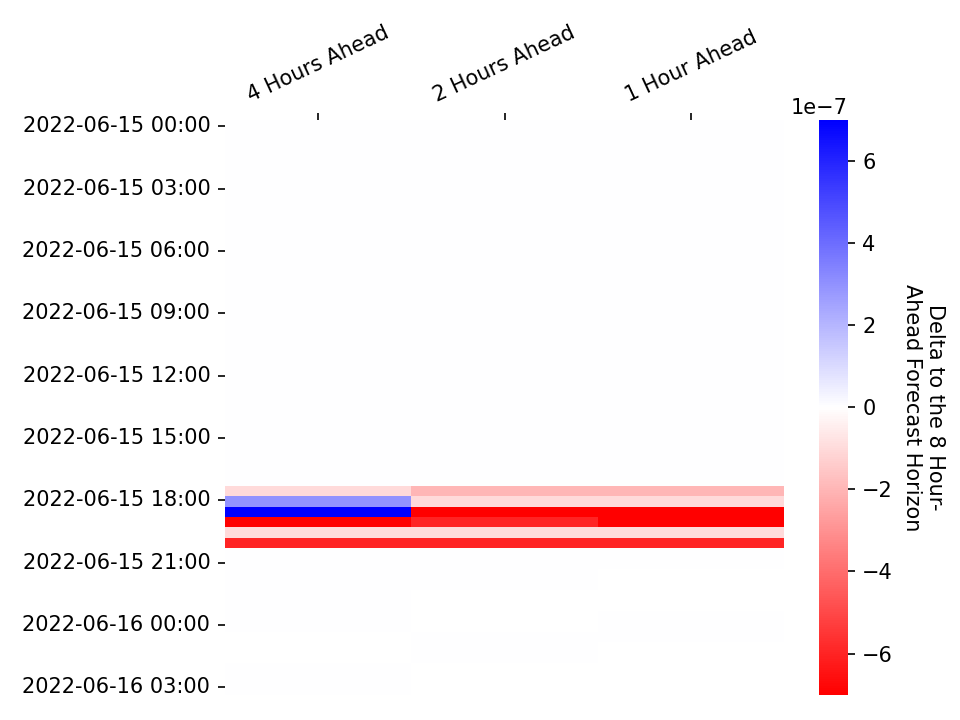 4 Hours Ahead
2 Hours Ahead
1 Hour Ahead
1e−7
2022-06-15 00:00
2022-06-15 03:00
2022-06-15 06:00
2022-06-15 09:00
2022-06-15 12:00
2022-06-15 15:00
2022-06-15 18:00
2022-06-15 21:00
2022-06-16 00:00
2022-06-16 03:00
6
4
2
0
−2
−4
−6
Delta to the 8 Hour-
Ahead Forecast Horizon